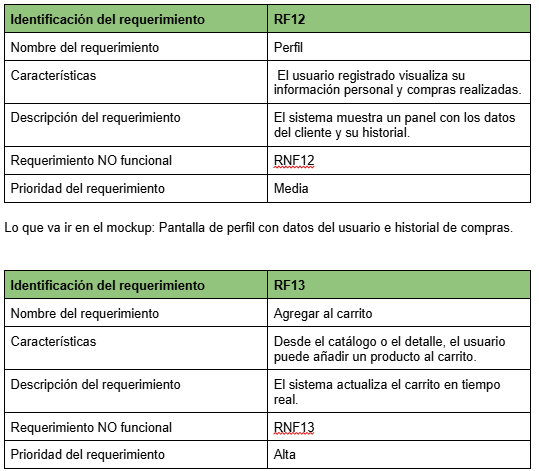 Identificación del requerimiento RF12
Nombre del requerimiento Perfil
Características El usuario registrado visualiza su
información personal y compras realizadas.
Descripción del requerimiento El sistema muestra un panel con los datos
del cliente y su historial.
Requerimiento NO funcional RNF12
Prioridad del requerimiento Media
Lo que va ir en el mockup: Pantalla de perfil con datos del usuario e historial de compras.
Identificación del requerimiento RF13
Nombre del requerimiento Agregar al carrito
Características Desde el catálogo o el detalle, el usuario
puede añadir un producto al carrito.
Descripción del requerimiento El sistema actualiza el carrito en tiempo
real.
Requerimiento NO funcional RNF13
Prioridad del requerimiento Alta